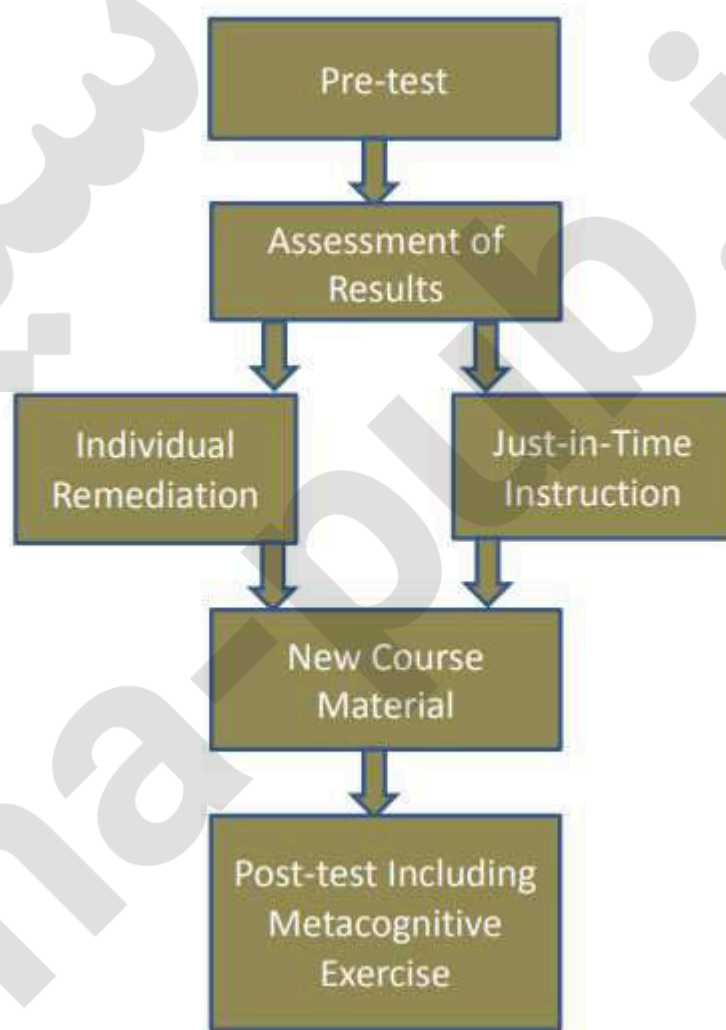 Pre-test
Assessment of
Results
Individual
Remediation
Just-in-Time
Instruction
New Course
Material
Post-test Including
Metacognitive
Exercise